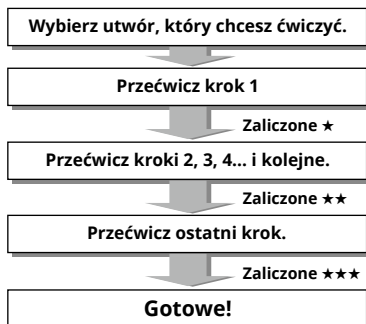 Wybierz utwór, który chcesz ćwiczyć.
Przećwicz krok 1
Zaliczone ★
Przećwicz kroki 2, 3, 4... i kolejne.
Zaliczone ★★
Przećwicz ostatni krok.
Zaliczone ★★★
Gotowe!